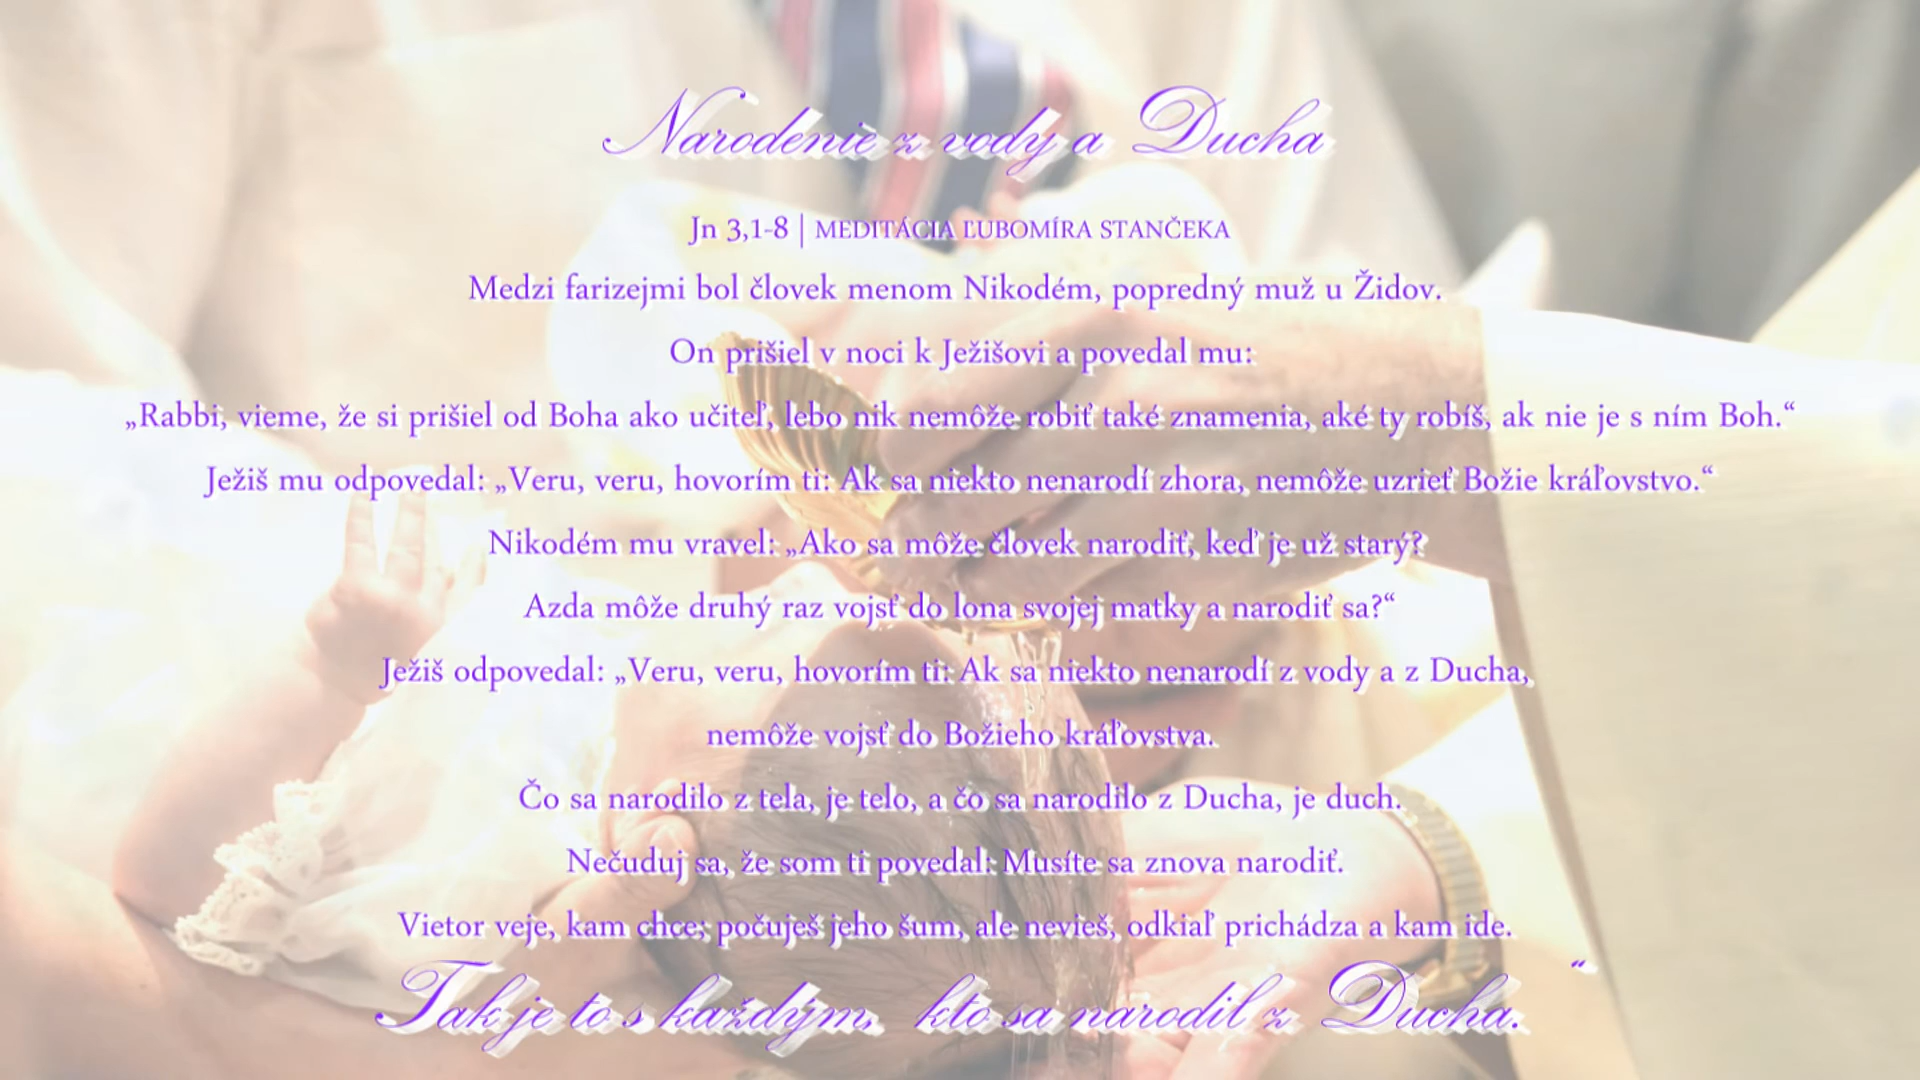 Narodenie z vody a Ducha
Jn 3,1-8 | MEDITÁCIA ĽUBOMÍRA STANČEKA
Medzi farizejmi bol človek menom Nikodém, popredný muž u Židov.
On prišiel v noci k Ježišovi a povedal mu:
„Rabbi, vieme, že si prišiel od Boha ako učiteľ, lebo nik nemôže robiť také znamenia, aké ty robíš, ak nie je s ním Boh.“
Ježiš mu odpovedal: „Veru, veru, hovorím ti: Ak sa niekto nenarodí zhora, nemôže uzrieť Božie kráľovstvo.“
Nikodém mu vravel: „Ako sa môže človek narodiť, keď je už starý?
Azda môže druhý raz vojsť do lona svojej matky a narodiť sa?“
Ježiš odpovedal: „Veru, veru, hovorím ti: Ak sa niekto nenarodí z vody a z Ducha,
nemôže vojsť do Božieho kráľovstva.
Čo sa narodilo z tela, je telo, a čo sa narodilo z Ducha, je duch.
Nečuduj sa, že som ti povedal: Musíte sa znova narodiť.
Vietor veje, kam chce; počuješ jeho šum, ale nevieš, odkiaľ prichádza a kam ide.
Tak je to s každým, kto sa narodil z Ducha.“